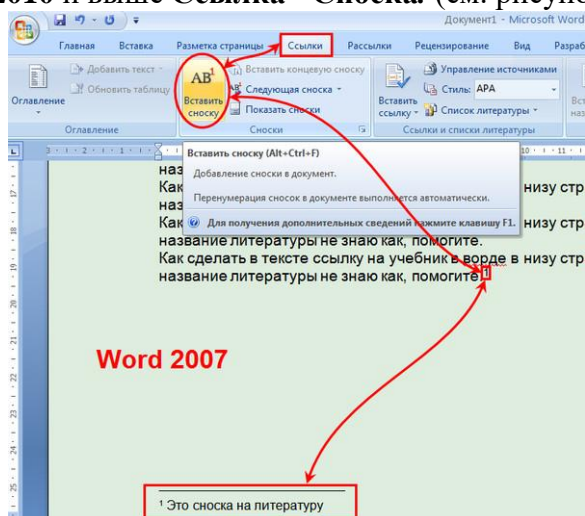 2010 и выше Ссылка – Сноска. (см. рисунок
Документ1 - Microsoft Word
Главная Вставка Разметка страницы Ссылки Рассылки Рецензирование Вид Разраб
Оглавление
Добавить текст
Обновить таблицу
Оглавление
AB¹
Вставить сноску
Вставить концевую сноску
Следующая сноска
Показать сноски
Сноски
Вставить ссылку
Управление источниками
Стиль: APA
Список литературы
Ссылки и списки литературы
Вставить сноску (Alt+Ctrl+F)
Добавление сноски в документ.
Перенумерация сносок в документе выполняется автоматически.
Для получения дополнительных сведений нажмите клавишу F1.
наз
Как низу стр
наз
Как низу стр
название литературы не знаю как, помогите.
Как сделать в тексте ссылку на учебник в ворде в низу стр
название литературы не знаю как, помогите.¹
Word 2007
¹ Это сноска на литературу